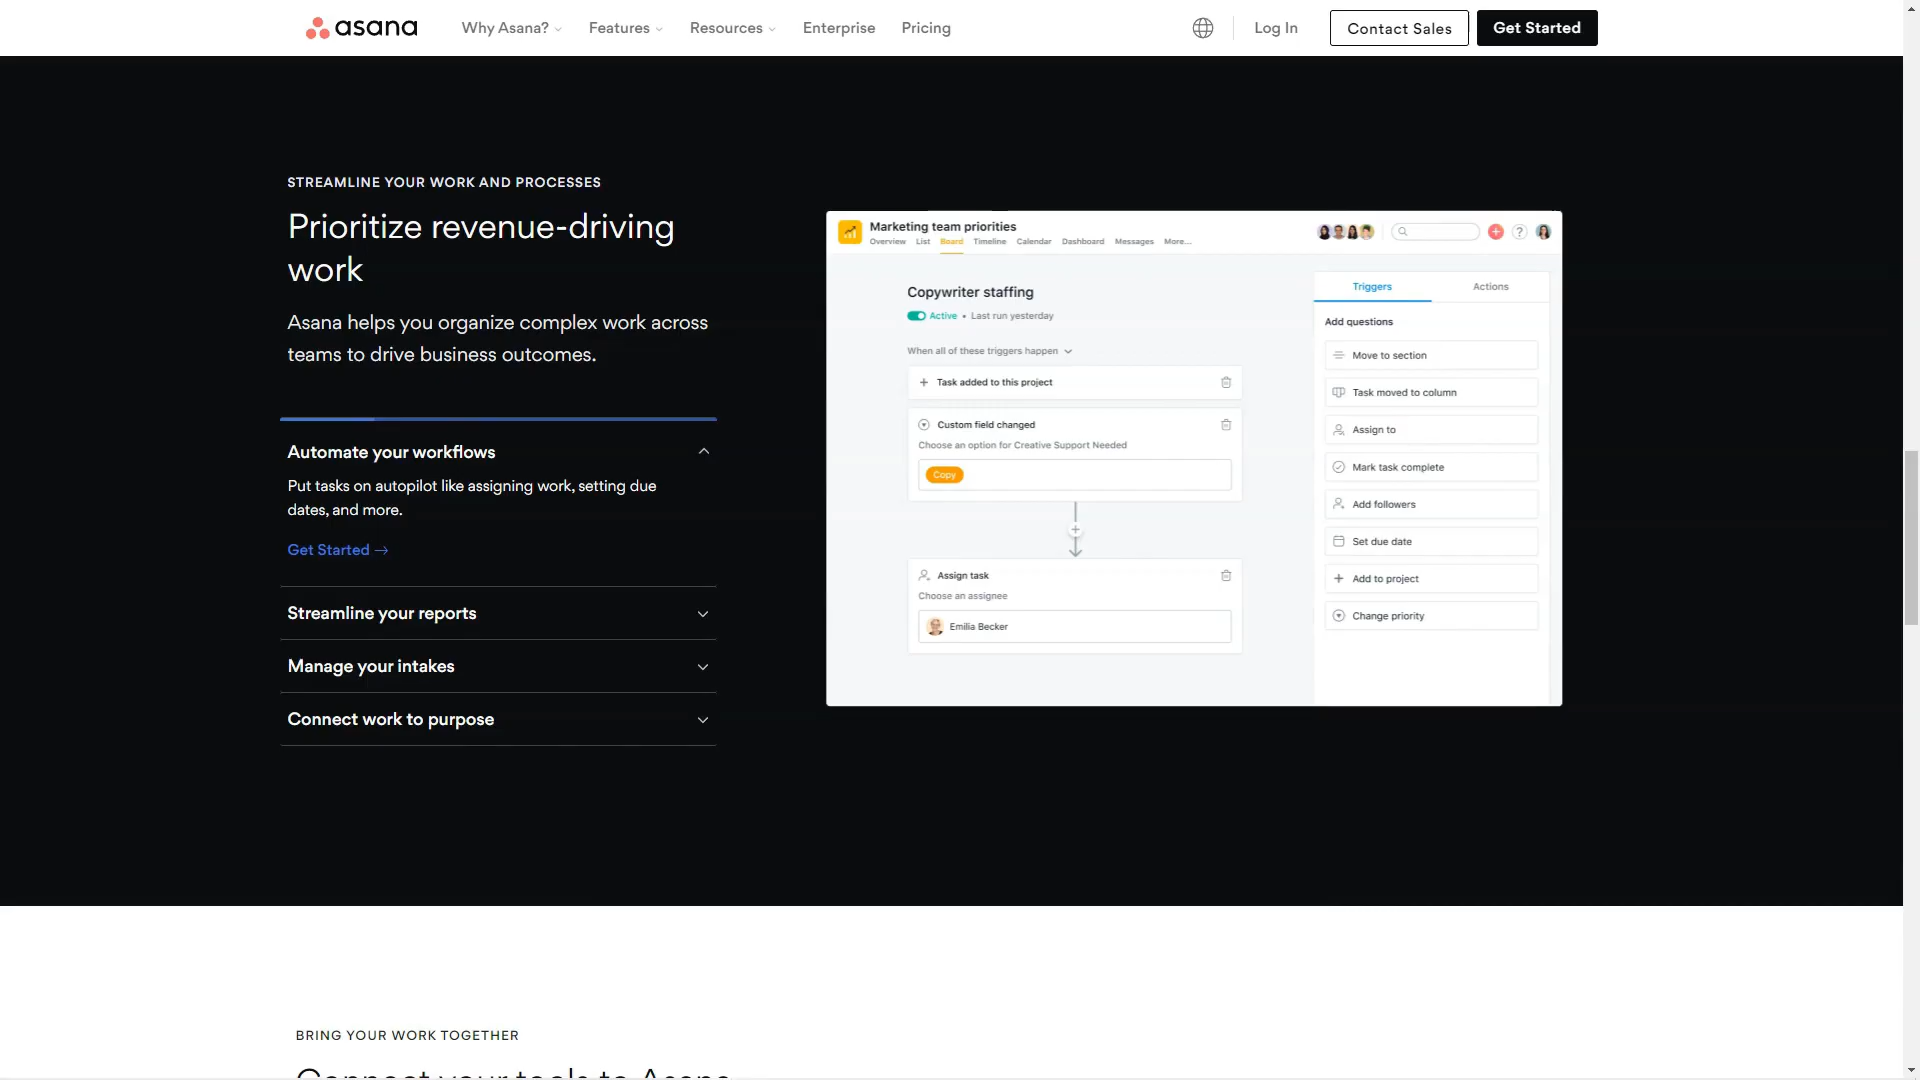 asana
Why Asana?
Features
Resources
Enterprise
Pricing
Log In
Contact Sales
Get Started
STREAMLINE YOUR WORK AND PROCESSES
Prioritize revenue-driving
work
Asana helps you organize complex work across
teams to drive business outcomes.
Automate your workflows
Put tasks on autopilot like assigning work, setting due
dates, and more.
Get Started →
Streamline your reports
Manage your intakes
Connect work to purpose
Marketing team priorities
Overview List Board Timeline Calendar Dashboard Messages More...
?
Copywriter staffing
Active • Last run yesterday
When all of these triggers happen
Task added to this project
Custom field changed
Choose an option for Creative Support Needed
Copy
Assign task
Choose an assignee
Emilia Becker
Triggers
Actions
Add questions
Move to section
Task moved to column
Assign to
Mark task complete
Add followers
Set due date
Add to project
Change priority
BRING YOUR WORK TOGETHER
Connect your tools to Asana